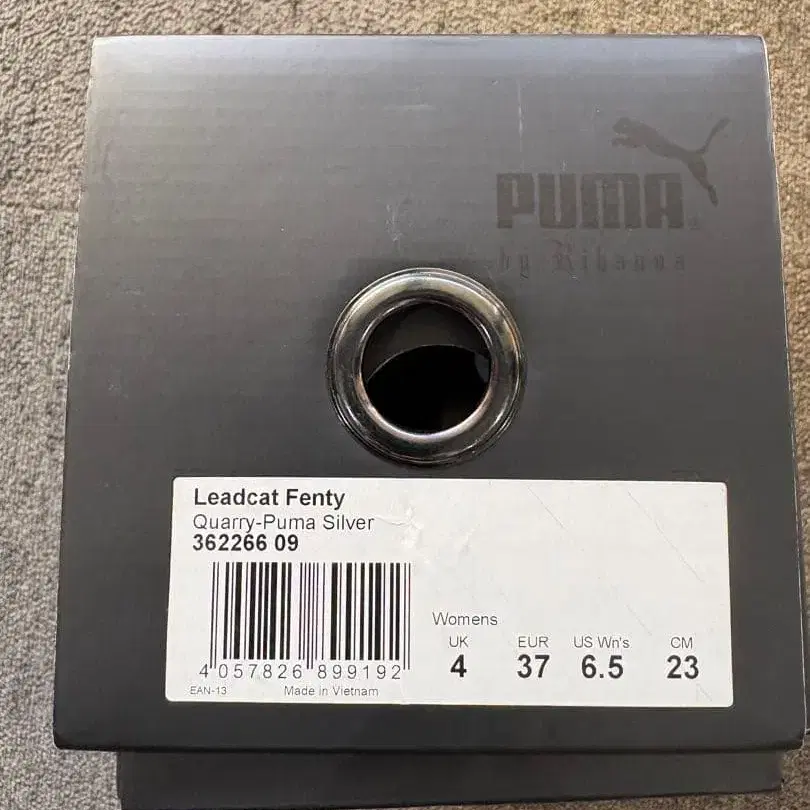 PUMA
by Rihanna
Leadcat Fenty
Quarry-Puma Silver
362266 09
4 057826 899192
EAN-13 Made in Vietnam
Womens
UK EUR US Wn's CM
4 37 6.5 23